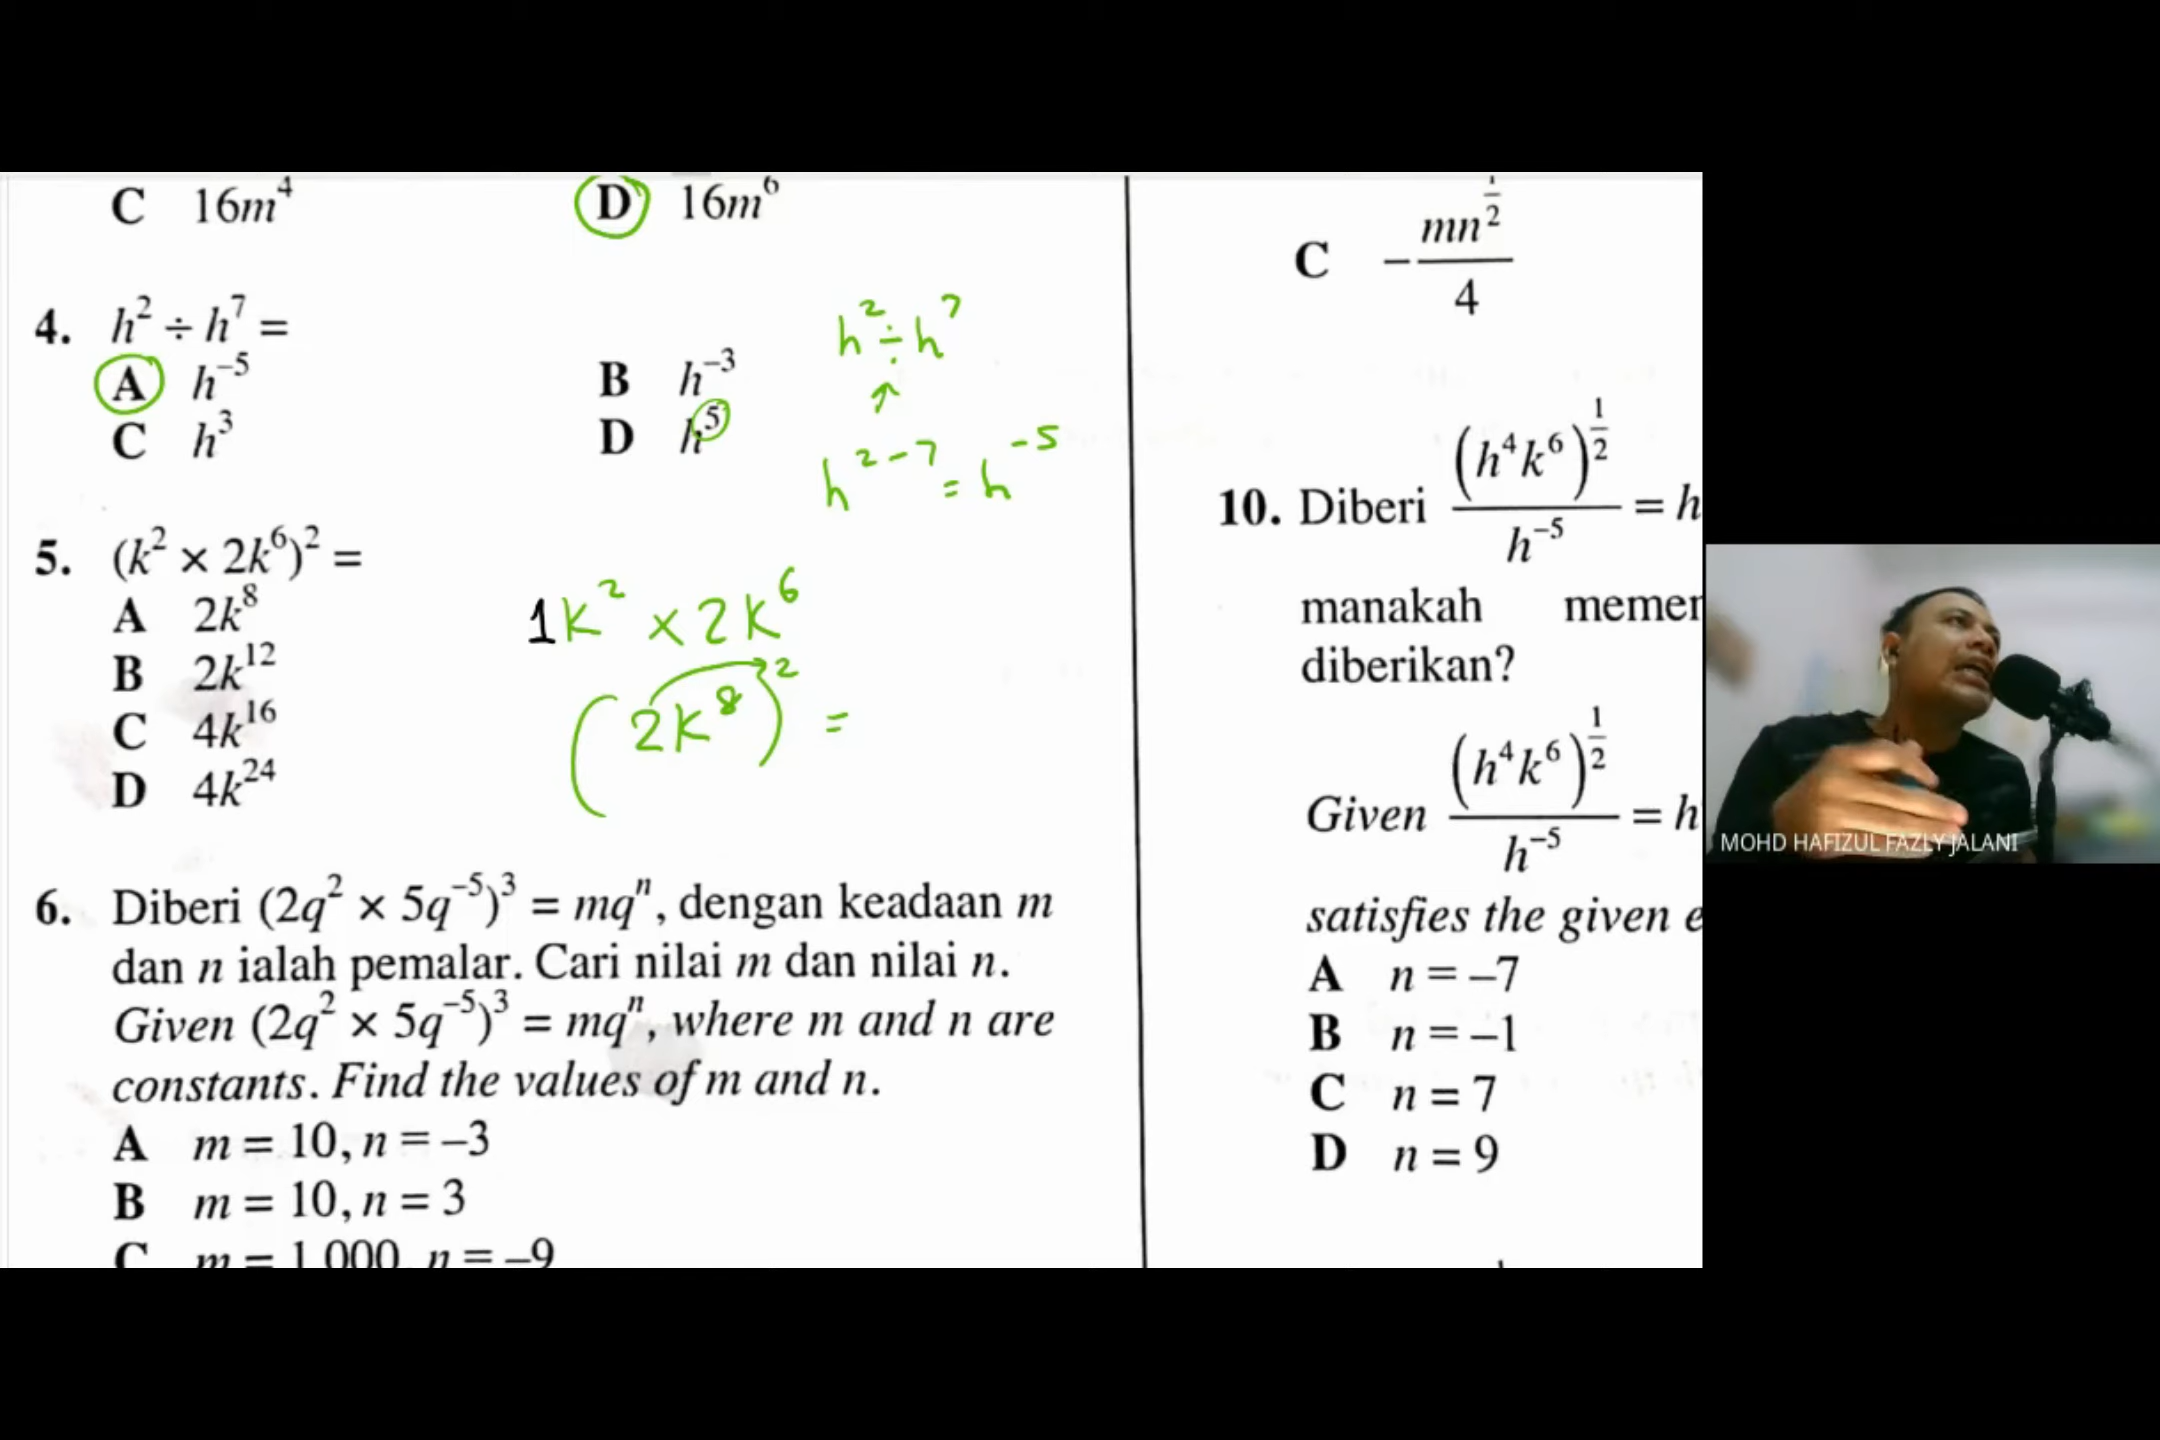 C 16m⁴ D 16m⁶
4. h² ÷ h⁷ =
A h⁻⁵ B h⁻³
C h³ D h⁵
h² ÷ h⁷
h²⁻⁷ = h⁻⁵
5. (k² × 2k⁶)² =
A 2k⁸
B 2k¹²
C 4k¹⁶
D 4k²⁴
1k² × 2k⁶
(2k⁸)² =
6. Diberi (2q² × 5q⁻⁵)³ = mqⁿ, dengan keadaan m
dan n ialah pemalar. Cari nilai m dan nilai n.
Given (2q² × 5q⁻⁵)³ = mqⁿ, where m and n are
constants. Find the values of m and n.
A m = 10, n = –3
B m = 10, n = 3
C m = 1 000, n = –9
C –mn^(1/2)/4
10. Diberi (h⁴k⁶)^(1/2)/h⁻⁵ = h
manakah
diberikan?
Given (h⁴k⁶)^(1/2)/h⁻⁵ = h
satisfies the given
A n = –7
B n = –1
C n = 7
D n = 9
MOHD HAFIZUL FAZLY JALANI